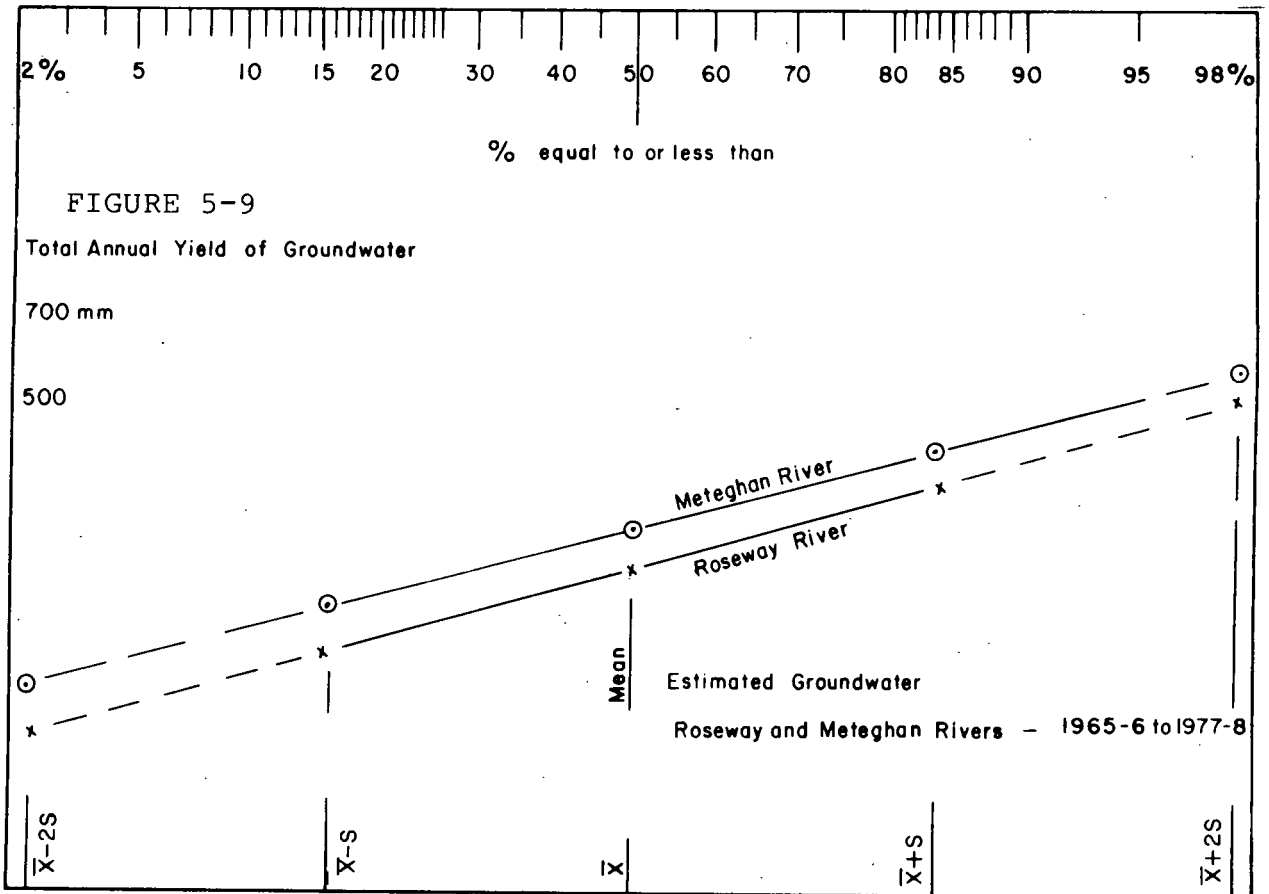 2% 5 10 15 20 30 40 50 60 70 80 85 90 95 98%
% equal to or less than
FIGURE 5-9
Total Annual Yield of Groundwater
700 mm
500
Meteghan River
Roseway River
Mean
Estimated Groundwater
Roseway and Meteghan Rivers – 1965-6 to 1977-8
X̅-2S X̅-S X̅ X̅+S X̅+2S